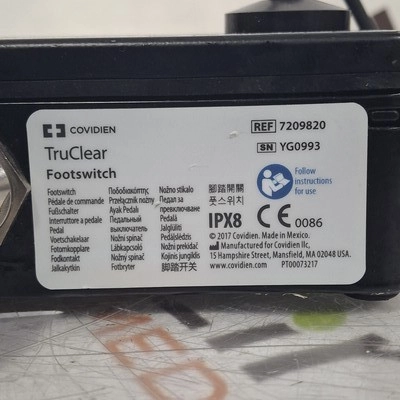 COVIDIEN
TruClear
Footswitch
REF 7209820
SN YG0993
Follow
instructions
for use
Footswitch
Pédale de commande
Fußschalter
Interruttore a pedale
Pedal
Voetschakelaar
Fotomkopplare
Fodkontakt
Jalkakytkin
Ποδοδιακόπτης
Przełącznik nożny
Ayak Pedalı
Педальный
выключатель
Nožní spínač
Lábkapcsoló
Nožný spínač
Fotbryter
Nožno stikalo
Педал за
превключване
Pedală
Jalglüliti
Pedāļslēdzis
Nožni prekidač
Kojinis jungiklis
脚踏开关
腳踏開關
풋스위치
IPX8 CE 0086
© 2017 Covidien. Made in Mexico.
Manufactured for Covidien llc,
15 Hampshire Street, Mansfield, MA 02048 USA.
www.covidien.com PT00073217
MED